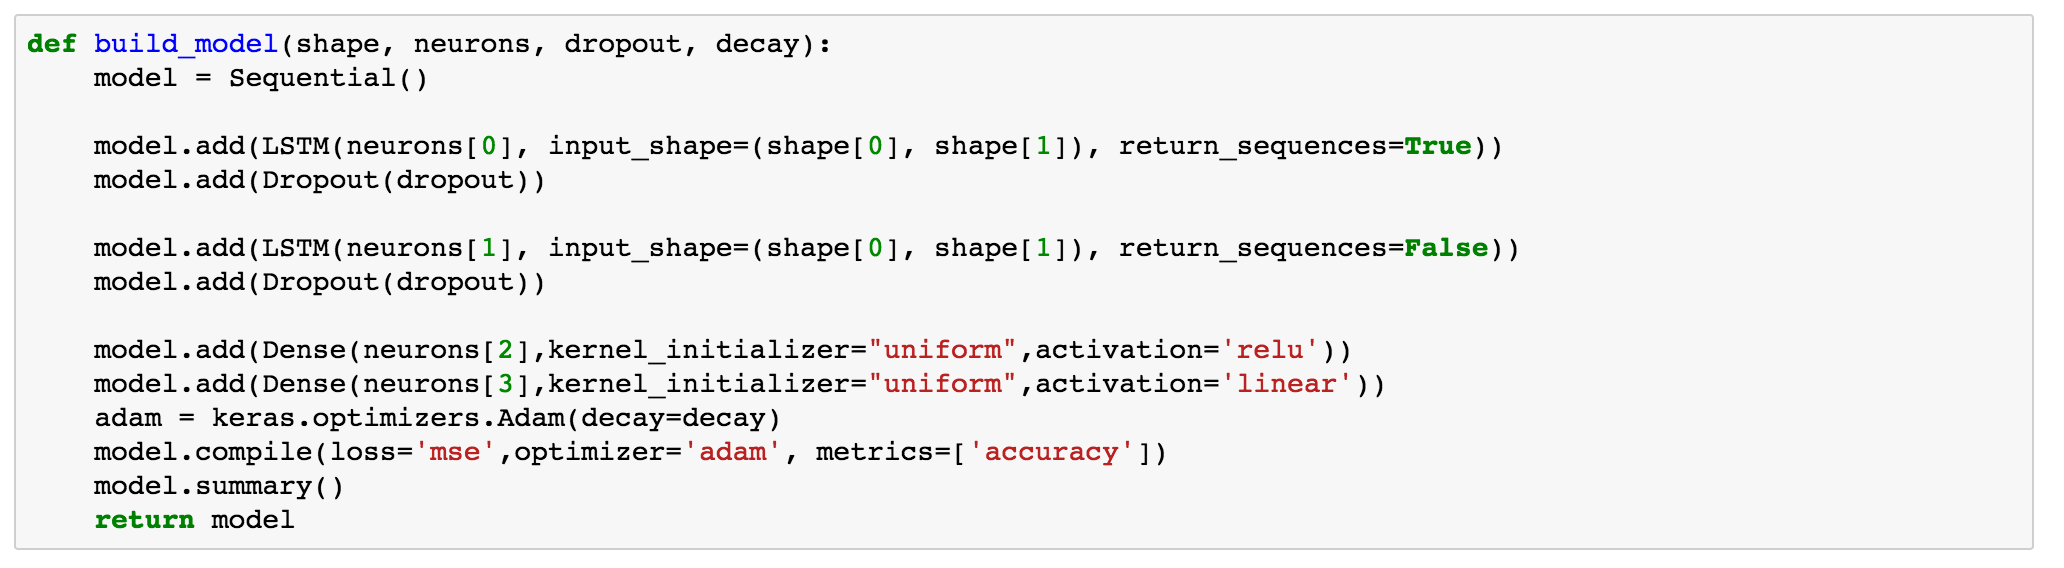 def build_model(shape, neurons, dropout, decay):
    model = Sequential()

    model.add(LSTM(neurons[0], input_shape=(shape[0], shape[1]), return_sequences=True))
    model.add(Dropout(dropout))

    model.add(LSTM(neurons[1], input_shape=(shape[0], shape[1]), return_sequences=False))
    model.add(Dropout(dropout))

    model.add(Dense(neurons[2],kernel_initializer="uniform",activation='relu'))
    model.add(Dense(neurons[3],kernel_initializer="uniform",activation='linear'))
    adam = keras.optimizers.Adam(decay=decay)
    model.compile(loss='mse',optimizer='adam', metrics=['accuracy'])
    model.summary()
    return model